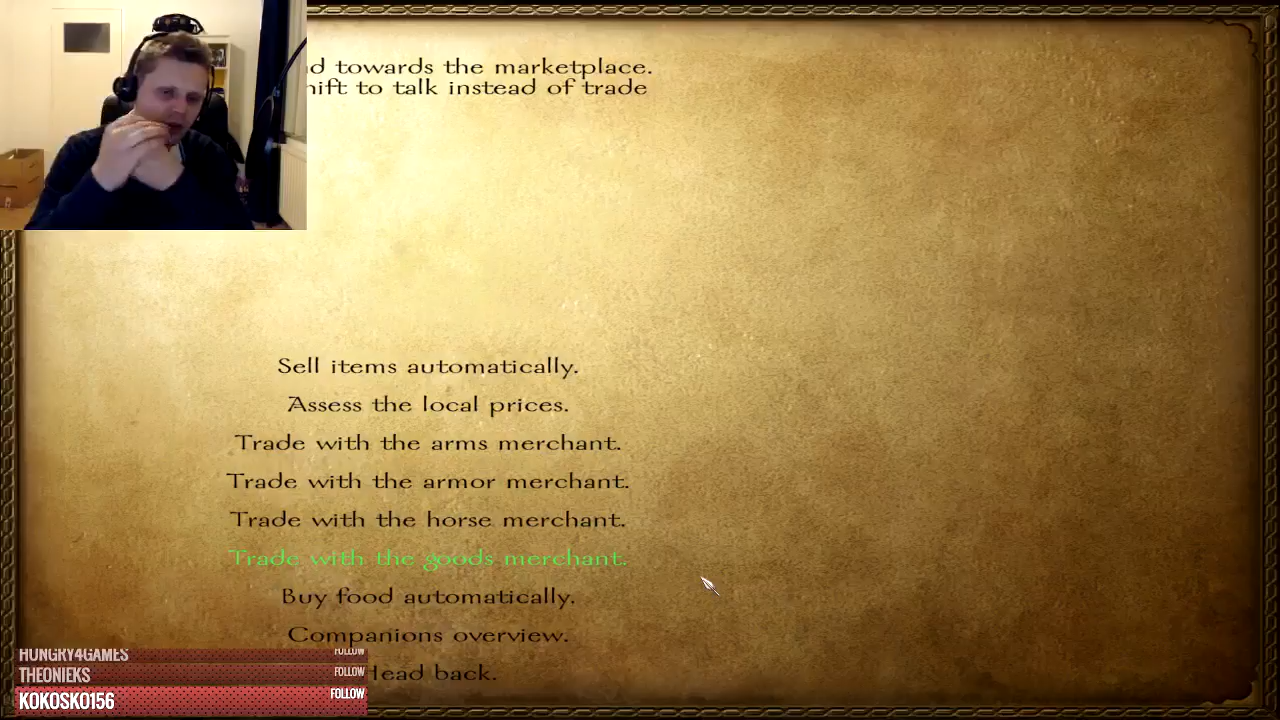 towards the marketplace.
to talk instead of trade
Sell items automatically.
Assess the local prices.
Trade with the arms merchant.
Trade with the armor merchant.
Trade with the horse merchant.
Trade with the goods merchant.
Buy food automatically.
Companions overview.
back.
HUNGRY4GAMES FOLLOW
THEONIEKS FOLLOW
KOKOSKO156 FOLLOW